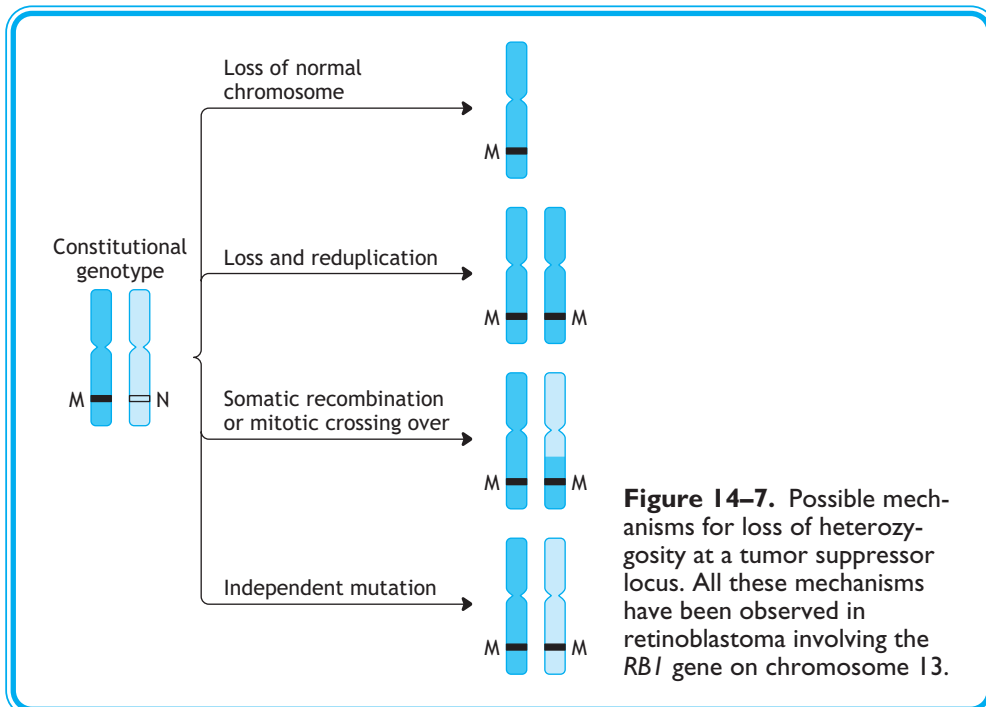 Loss of normal
chromosome
M
Constitutional
genotype
M N
Loss and reduplication
M M
Somatic recombination
or mitotic crossing over
M M
Independent mutation
M M
Figure 14–7. Possible mech-
anisms for loss of heterozy-
gosity at a tumor suppressor
locus. All these mechanisms
have been observed in
retinoblastoma involving the
RB1 gene on chromosome 13.